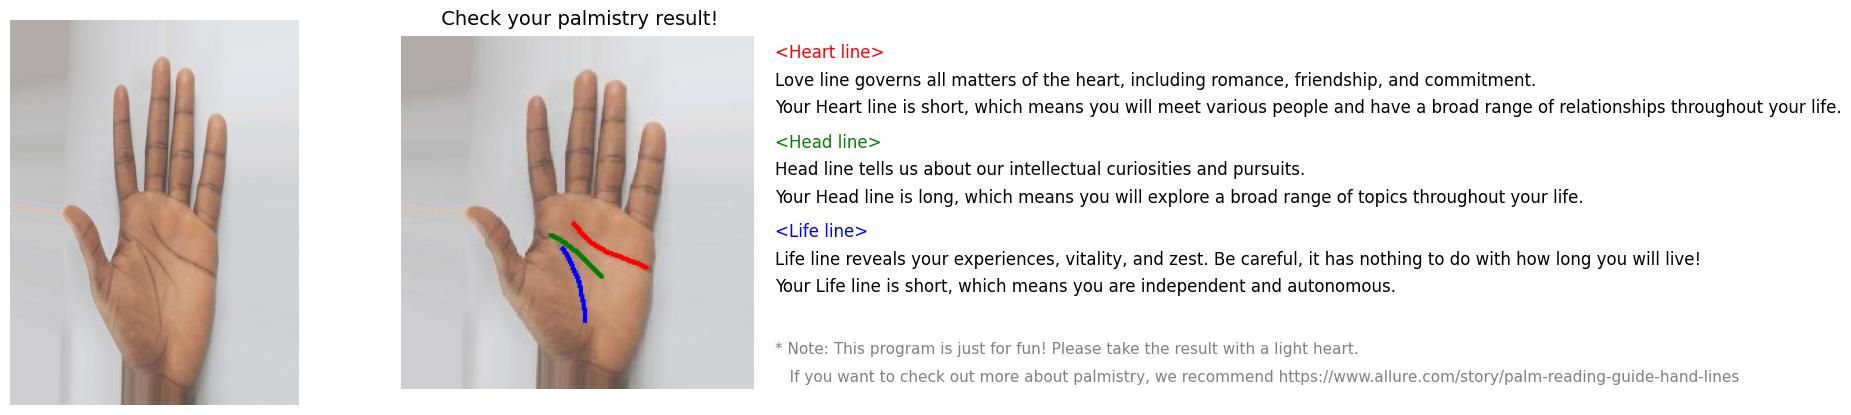 Check your palmistry result!
<Heart line>
Love line governs all matters of the heart, including romance, friendship, and commitment.
Your Heart line is short, which means you will meet various people and have a broad range of relationships throughout your life.
<Head line>
Head line tells us about our intellectual curiosities and pursuits.
Your Head line is long, which means you will explore a broad range of topics throughout your life.
<Life line>
Life line reveals your experiences, vitality, and zest. Be careful, it has nothing to do with how long you will live!
Your Life line is short, which means you are independent and autonomous.
* Note: This program is just for fun! Please take the result with a light heart.
If you want to check out more about palmistry, we recommend https://www.allure.com/story/palm-reading-guide-hand-lines